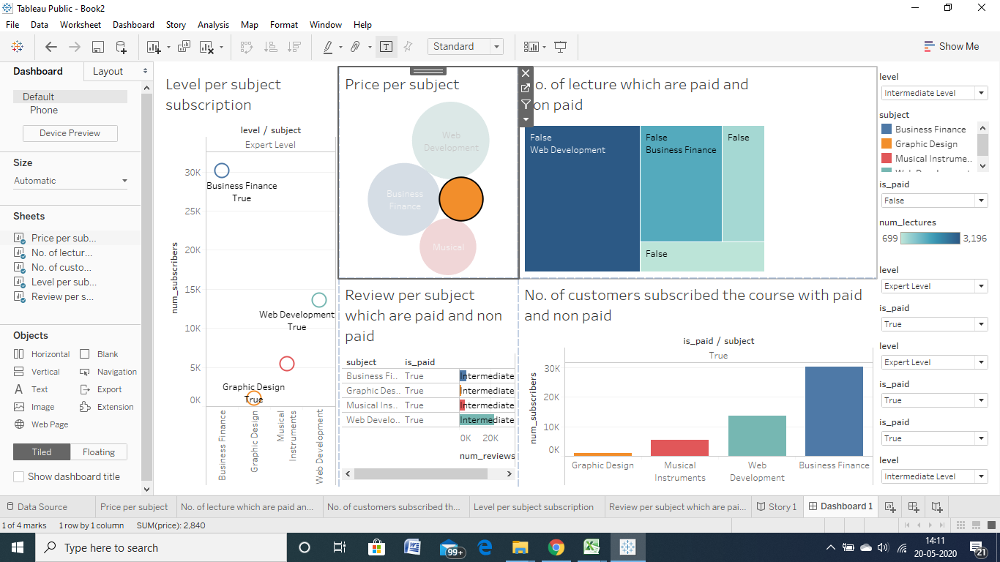 Tableau Public - Book2
File Data Worksheet Dashboard Story Analysis Map Format Window Help
Standard
Show Me
Dashboard Layout
Default
Phone
Device Preview
Size
Automatic
Sheets
Price per sub...
No. of lectur...
No. of custo...
Level per sub...
Review per s...
Objects
Horizontal Blank
Vertical Navigation
A Text Export
Image Extension
Web Page
Tiled Floating
Show dashboard title
Level per subject
subscription
level / subject
Expert Level
num_subscribers
30K
25K
20K
15K
10K
5K
0K
Business Finance
True
Web Development
True
Graphic Design
True
Business Finance
Graphic Design
Musical
Instruments
Web Development
Price per subject
Web
Development
Business
Finance
Musical
o. of lecture which are paid and
on paid
False
Web Development
False
Business Finance
False
False
Review per subject
which are paid and non
paid
subject is_paid
Business Fi.. True Intermediate
Graphic Des.. True Intermediate
Musical Ins.. True Intermediate
Web Develo.. True Intermediate
0K 20K
num_reviews
No. of customers subscribed the course with paid
and non paid
is_paid / subject
True
num_subscribers
30K
20K
10K
0K
Graphic Design
Musical
Instruments
Web
Development
Business Finance
level
Intermediate Level
subject
Business Finance
Graphic Design
Musical Instrume..
is_paid
False
num_lectures
699 3,196
level
Expert Level
is_paid
True
level
Expert Level
is_paid
True
is_paid
True
level
Intermediate Level
Data Source Price per subject No. of lecture which are paid an... No. of customers subscribed th... Level per subject subscription Review per subject which are pai... Story 1 Dashboard 1
1 of 4 marks 1 row by 1 column SUM(price): 2,840
Type here to search
99+
14:11
20-05-2020
21